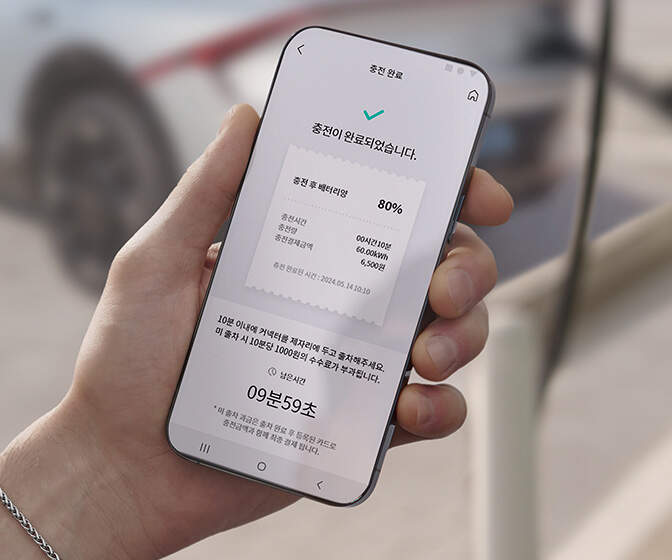 충전 완료
충전이 완료되었습니다.
충전 후 배터리양 80%
충전시간 00시간10분
충전량 60.00kWh
충전결제금액 6,500원
충전 완료된 시간 : 2024.05.14 10:10
10분 이내에 커넥터를 제자리에 두고 출차해주세요.
미 출차 시 10분당 1000원의 수수료가 부과됩니다.
남은시간
09분59초
* 미 출차 과금은 출차 완료 후 등록된 카드로
충전금액과 함께 최종 결제 됩니다.